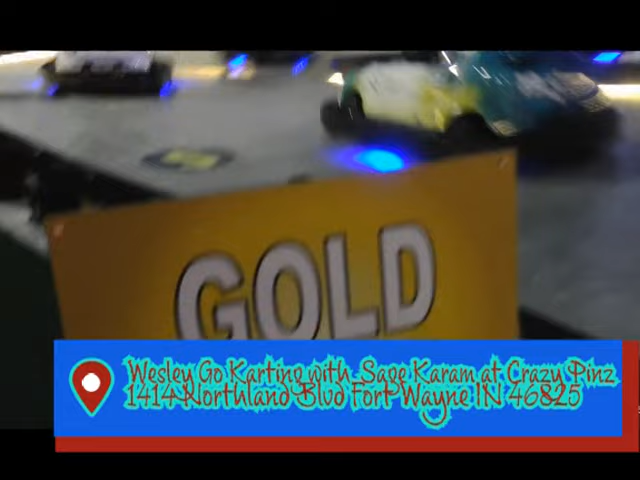 GOLD
Wesley Go Karting with Sage Karam at Crazy Pinz
1414 Northland Blvd Fort Wayne IN 46825